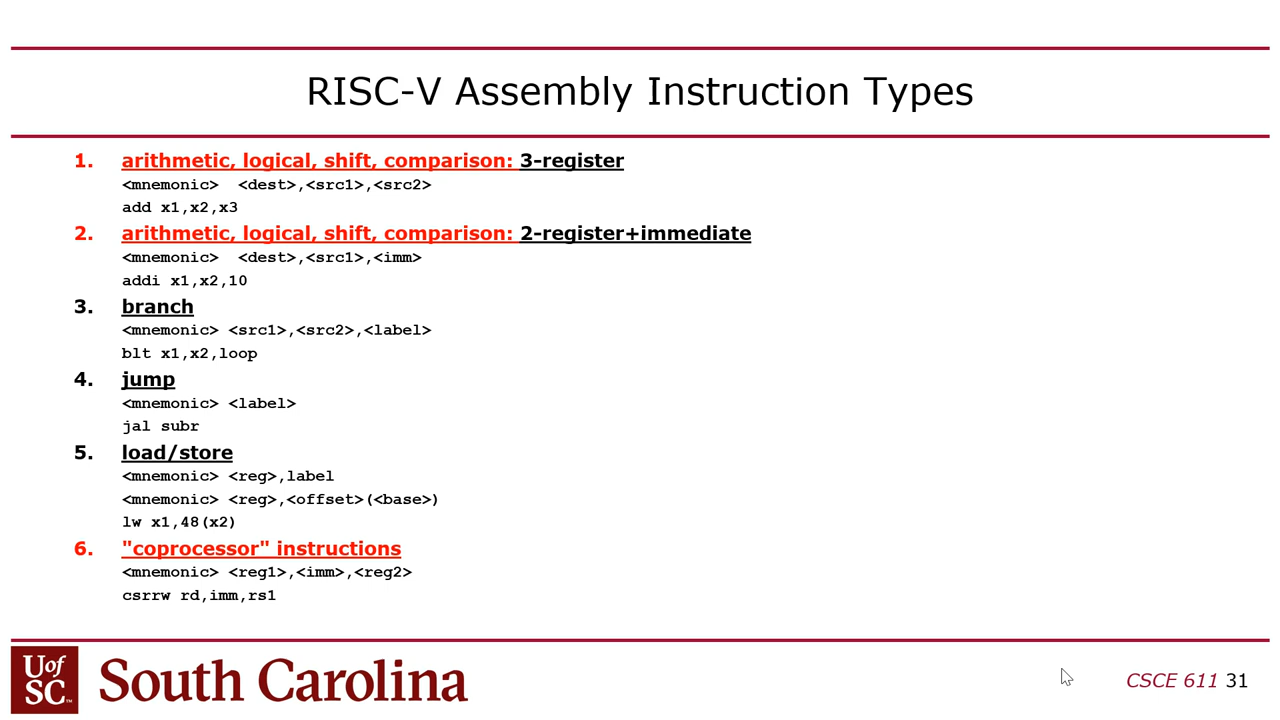 RISC-V Assembly Instruction Types
1. arithmetic, logical, shift, comparison: 3-register
<mnemonic>  <dest>,<src1>,<src2>
add x1,x2,x3
2. arithmetic, logical, shift, comparison: 2-register+immediate
<mnemonic>  <dest>,<src1>,<imm>
addi x1,x2,10
3. branch
<mnemonic> <src1>,<src2>,<label>
blt x1,x2,loop
4. jump
<mnemonic> <label>
jal subr
5. load/store
<mnemonic> <reg>,label
<mnemonic> <reg>,<offset>(<base>)
lw x1,48(x2)
6. "coprocessor" instructions
<mnemonic> <reg1>,<imm>,<reg2>
csrrw rd,imm,rs1
UofSC™ South Carolina
CSCE 611 31